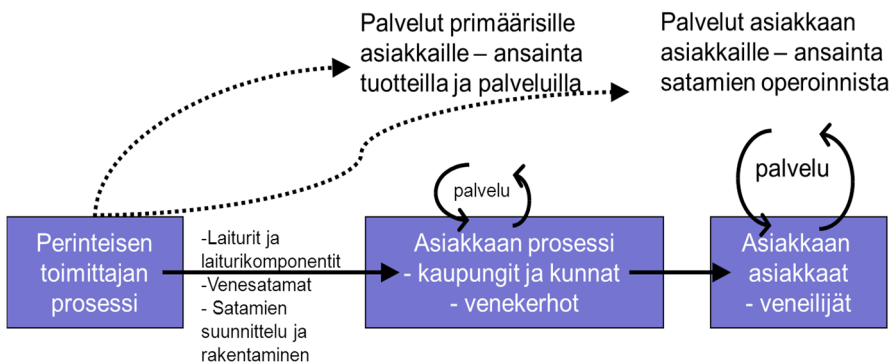 Palvelut primäärisille
asiakkaille – ansainta
tuotteilla ja palveluilla
Palvelut asiakkaan
asiakkaille – ansainta
satamien operoinnista
palvelu
palvelu
Perinteisen
toimittajan
prosessi
-Laiturit ja
laiturikomponentit
-Venesatamat
- Satamien
suunnittelu ja
rakentaminen
Asiakkaan prosessi
- kaupungit ja kunnat
- venekerhot
Asiakkaan
asiakkaat
- veneilijät